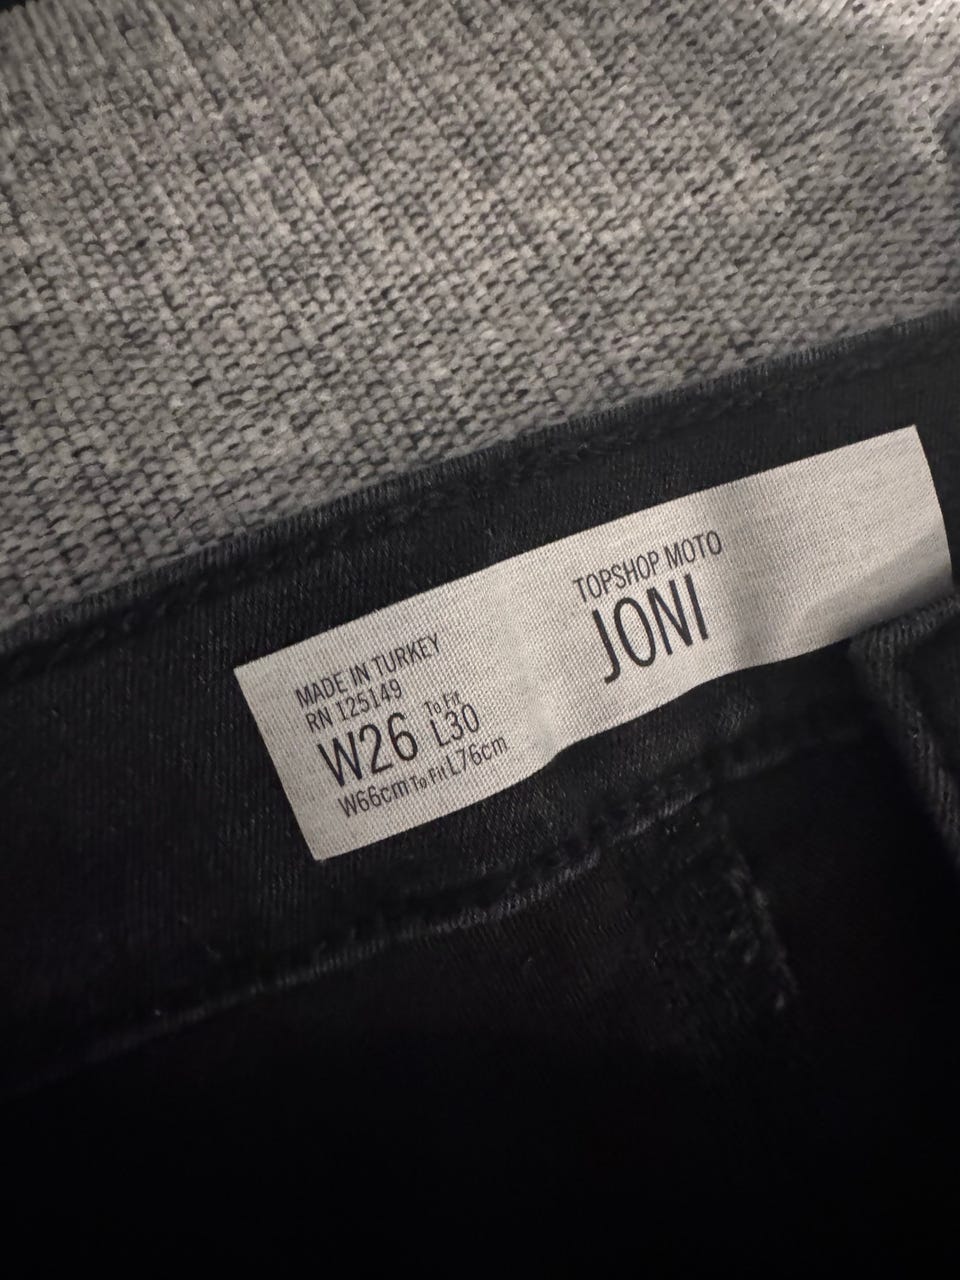 MADE IN TURKEY
RN 125149
W26 To Fit L30
W66cm To Fit L76cm
TOPSHOP MOTO
JONI